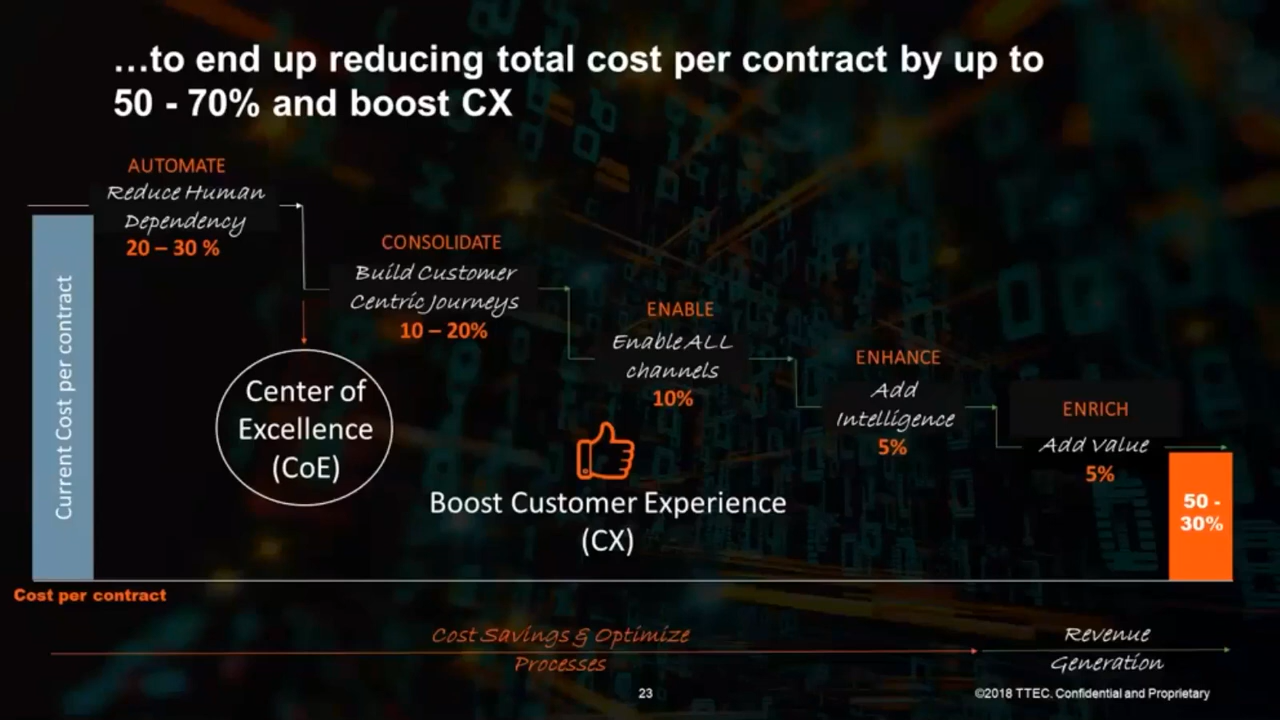 ...to end up reducing total cost per contract by up to
50 - 70% and boost CX
AUTOMATE
Reduce Human
Dependency
20 – 30 %
CONSOLIDATE
Build Customer
Centric Journeys
10 – 20%
ENABLE
Enable ALL
channels
10%
ENHANCE
Add
Intelligence
5%
ENRICH
Add Value
5%
Current Cost per contract
Center of
Excellence
(CoE)
Boost Customer Experience
(CX)
50 -
30%
Cost per contract
Cost Savings & Optimize
Processes
Revenue
Generation
23
©2018 TTEC. Confidential and Proprietary